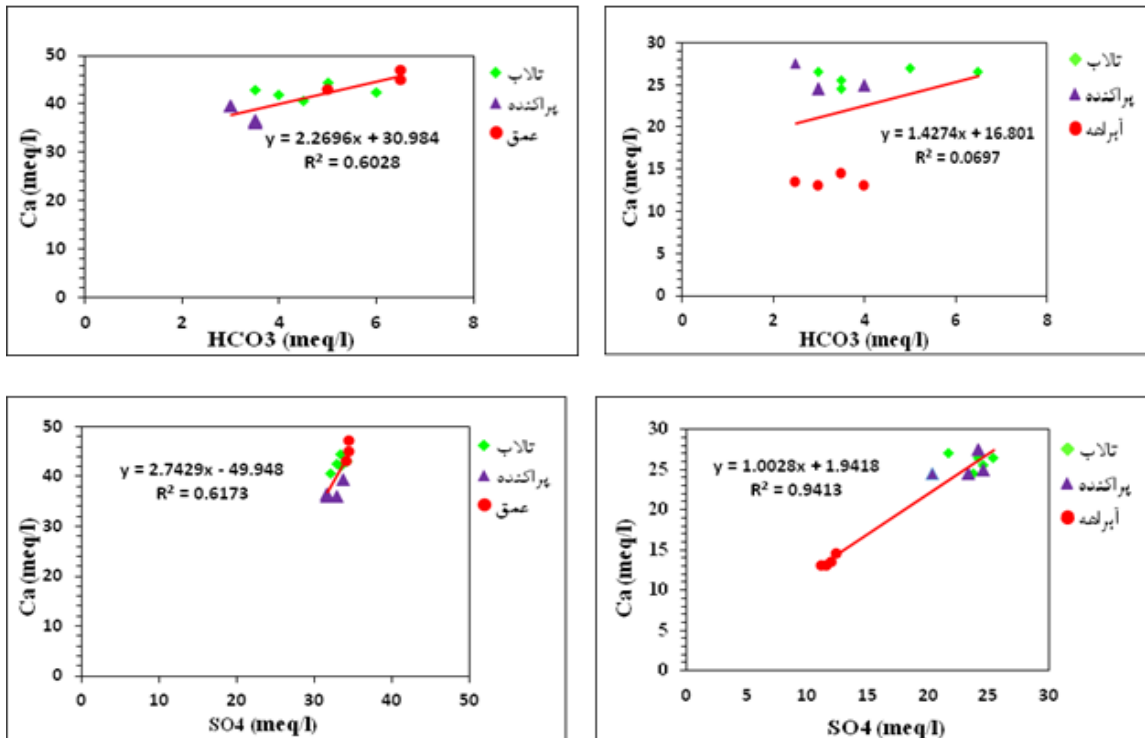 50
40
30
20
10
0
Ca (meq/l)
0 2 4 6 8
HCO3 (meq/l)
y = 2.2696x + 30.984
R² = 0.6028
تالاب
پراکنده
عمق
30
25
20
15
10
5
0
Ca (meq/l)
0 2 4 6 8
HCO3 (meq/l)
y = 1.4274x + 16.801
R² = 0.0697
تالاب
پراکنده
آبراهه
50
40
30
20
10
0
Ca (meq/l)
0 10 20 30 40 50
SO4 (meq/l)
y = 2.7429x - 49.948
R² = 0.6173
تالاب
پراکنده
عمق
30
25
20
15
10
5
0
Ca (meq/l)
0 5 10 15 20 25 30
SO4 (meq/l)
y = 1.0028x + 1.9418
R² = 0.9413
تالاب
پراکنده
آبراهه